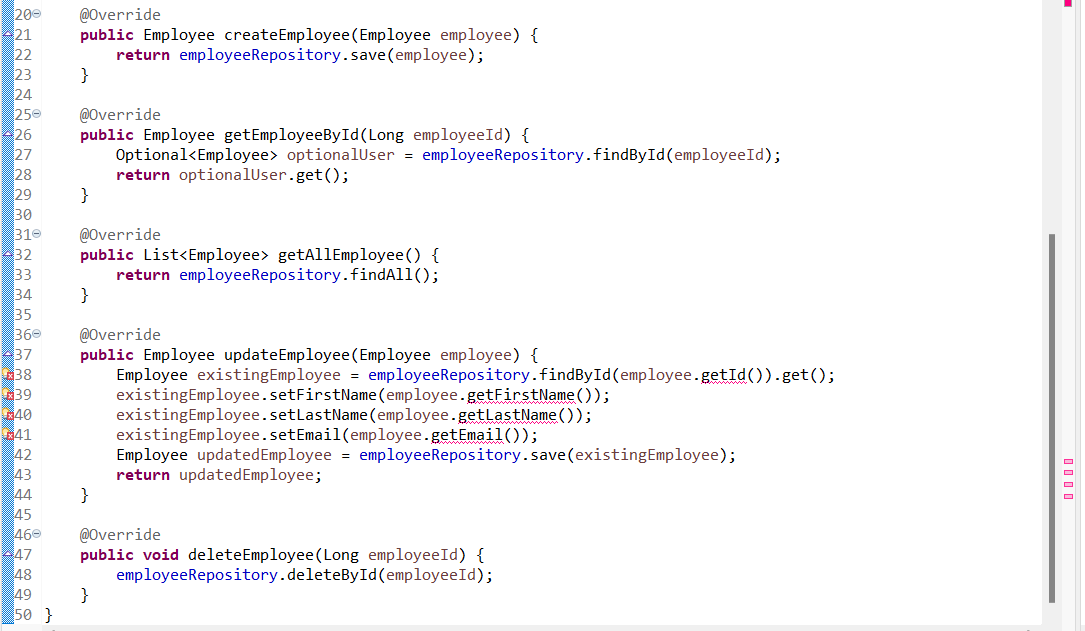 20 @Override
21 public Employee createEmployee(Employee employee) {
22 return employeeRepository.save(employee);
23 }
24
25 @Override
26 public Employee getEmployeeById(Long employeeId) {
27 Optional<Employee> optionalUser = employeeRepository.findById(employeeId);
28 return optionalUser.get();
29 }
30
31 @Override
32 public List<Employee> getAllEmployee() {
33 return employeeRepository.findAll();
34 }
35
36 @Override
37 public Employee updateEmployee(Employee employee) {
38 Employee existingEmployee = employeeRepository.findById(employee.getId()).get();
39 existingEmployee.setFirstName(employee.getFirstName());
40 existingEmployee.setLastName(employee.getLastName());
41 existingEmployee.setEmail(employee.getEmail());
42 Employee updatedEmployee = employeeRepository.save(existingEmployee);
43 return updatedEmployee;
44 }
45
46 @Override
47 public void deleteEmployee(Long employeeId) {
48 employeeRepository.deleteById(employeeId);
49 }
50 }